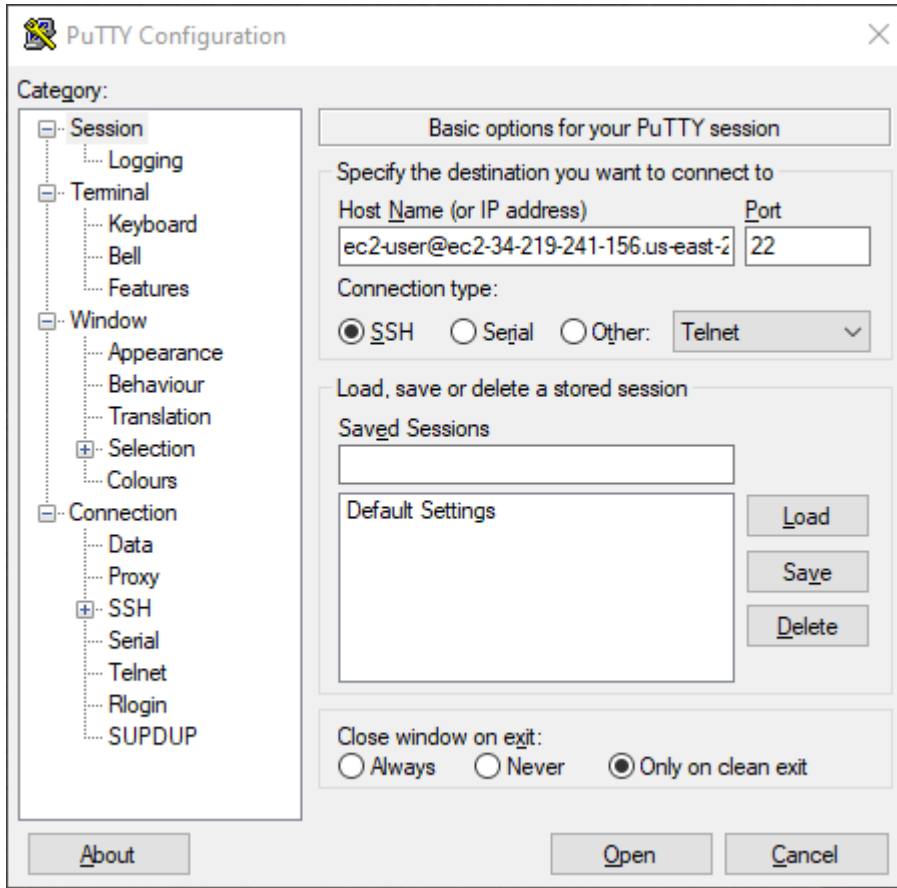 PuTTY Configuration
Category:
Session
Logging
Terminal
Keyboard
Bell
Features
Window
Appearance
Behaviour
Translation
Selection
Colours
Connection
Data
Proxy
SSH
Serial
Telnet
Rlogin
SUPDUP
Basic options for your PuTTY session
Specify the destination you want to connect to
Host Name (or IP address) Port
ec2-user@ec2-34-219-241-156.us-east-2 22
Connection type:
SSH Serial Other: Telnet
Load, save or delete a stored session
Saved Sessions
Default Settings
Load
Save
Delete
Close window on exit:
Always Never Only on clean exit
About Open Cancel